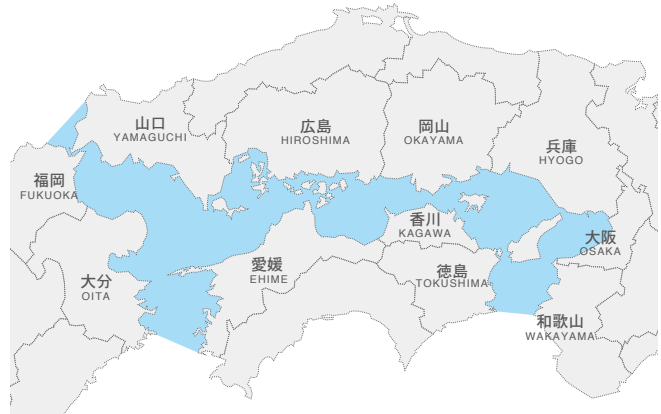 山口
YAMAGUCHI
広島
HIROSHIMA
岡山
OKAYAMA
兵庫
HYOGO
福岡
FUKUOKA
香川
KAGAWA
大阪
OSAKA
大分
OITA
愛媛
EHIME
徳島
TOKUSHIMA
和歌山
WAKAYAMA